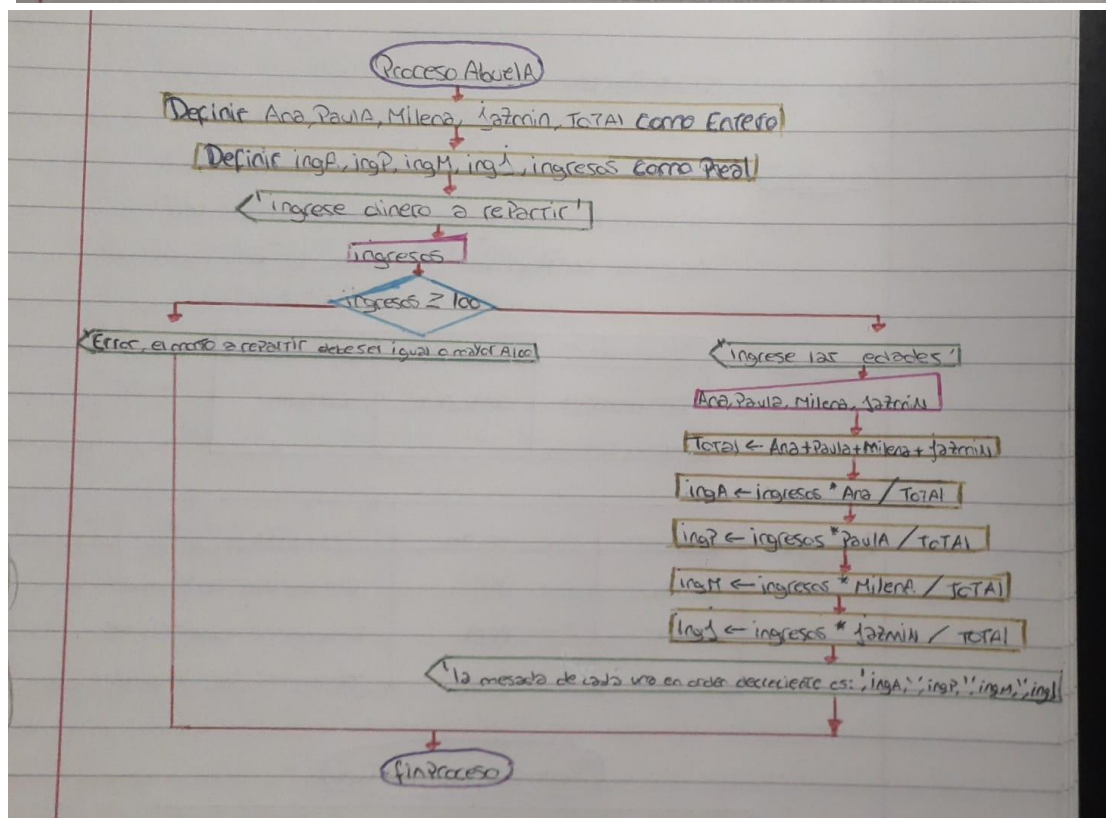 Proceso AbuelA
Definir Ana, PaulA, Milena, jazmin, TOTAl como Entero
Definir ingA, ingP, ingM, ingJ, ingresos como Real
'ingrese dinero a repartir'
ingresos
ingresos ≥ 100
Error, el monto a repartir debe ser igual o mayor A 100
'ingrese las edades'
Ana, Paula, Milena, jazmiN
Total ← Ana+Paula+Milena+jazmiN
ingA ← ingresos * Ana / TOTAl
ingP ← ingresos * PaulA / TOTAl
ingM ← ingresos * MilenA / TOTAl
ingJ ← ingresos * jazmiN / TOTAl
'la mesada de cada uno en orden decreciente es:', ingA,' ', ingP,' ', ingM,' ', ingJ
finProceso